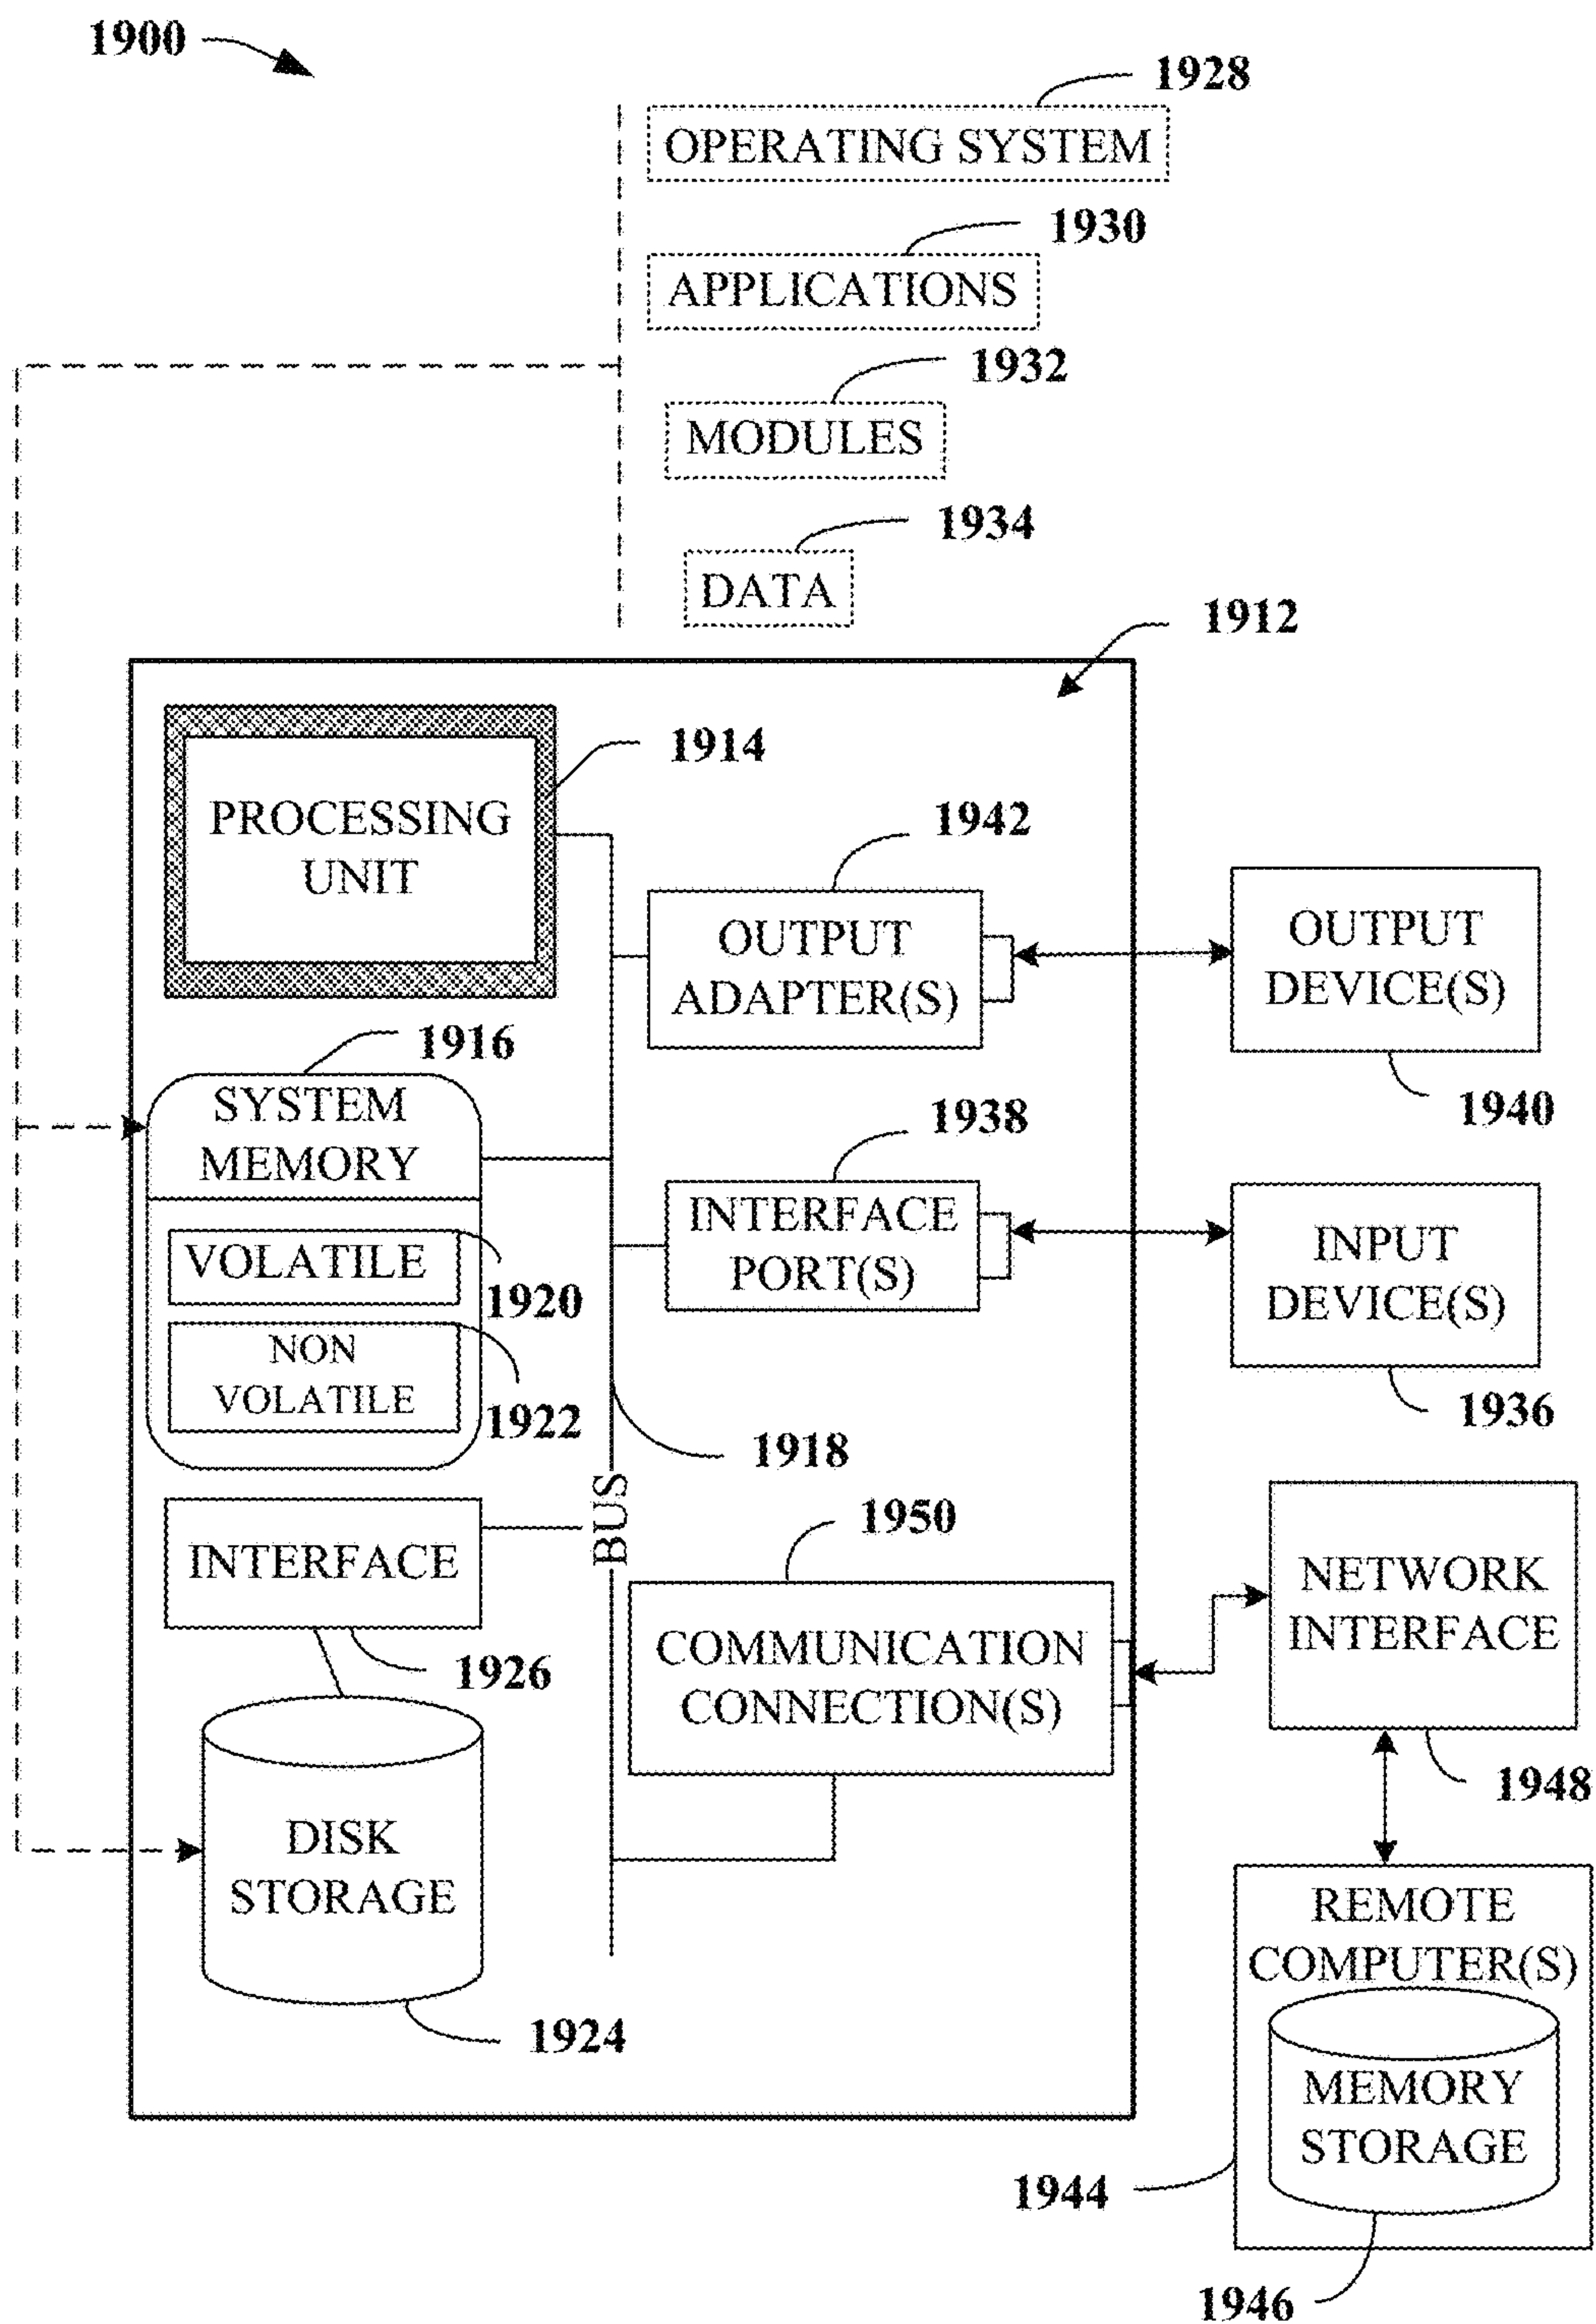 1900
1928
OPERATING SYSTEM
1930
APPLICATIONS
1932
MODULES
1934
DATA
1912
1914
PROCESSING
UNIT
1942
OUTPUT
ADAPTER(S)
OUTPUT
DEVICE(S)
1940
1916
SYSTEM
MEMORY
VOLATILE
1920
NON
VOLATILE
1922
1938
INTERFACE
PORT(S)
INPUT
DEVICE(S)
1936
1918
BUS
INTERFACE
1926
1950
COMMUNICATION
CONNECTION(S)
NETWORK
INTERFACE
1948
DISK
STORAGE
1924
REMOTE
COMPUTER(S)
MEMORY
STORAGE
1944
1946